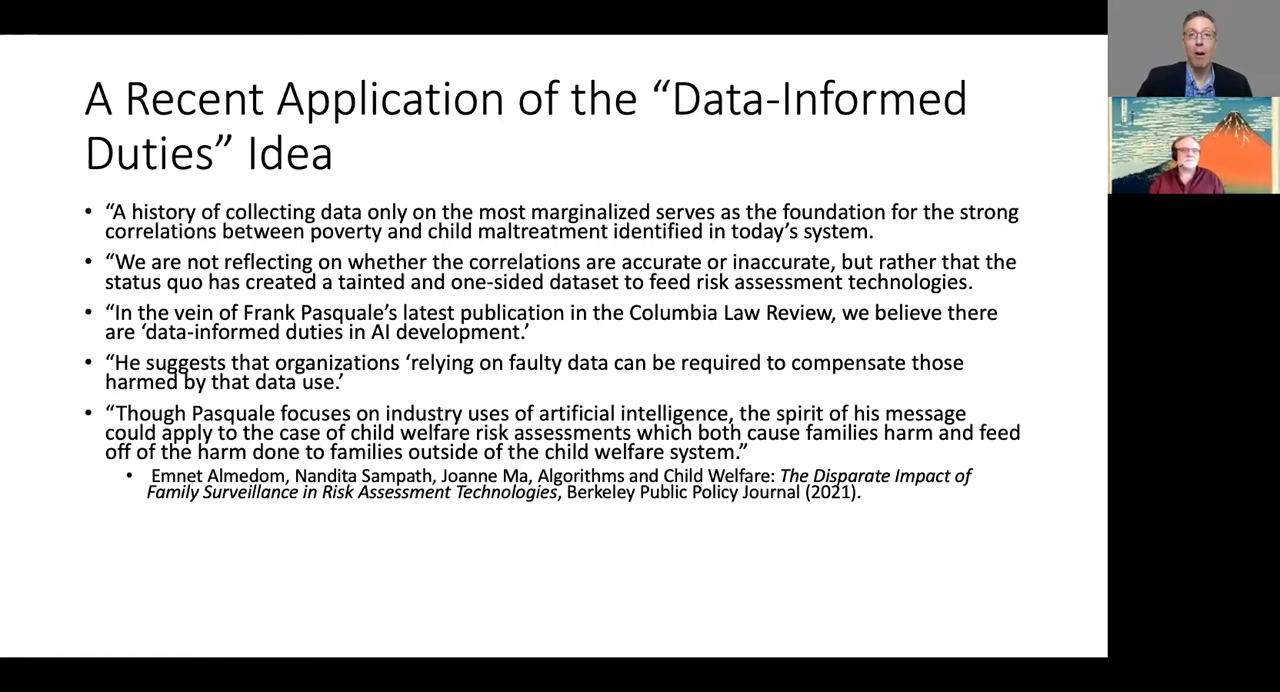 A Recent Application of the “Data-Informed
Duties” Idea
• “A history of collecting data only on the most marginalized serves as the foundation for the strong
correlations between poverty and child maltreatment identified in today’s system.
• “We are not reflecting on whether the correlations are accurate or inaccurate, but rather that the
status quo has created a tainted and one-sided dataset to feed risk assessment technologies.
• “In the vein of Frank Pasquale’s latest publication in the Columbia Law Review, we believe there
are ‘data-informed duties in AI development.’
• “He suggests that organizations ‘relying on faulty data can be required to compensate those
harmed by that data use.’
• “Though Pasquale focuses on industry uses of artificial intelligence, the spirit of his message
could apply to the case of child welfare risk assessments which both cause families harm and feed
off of the harm done to families outside of the child welfare system.”
• Emnet Almedom, Nandita Sampath, Joanne Ma, Algorithms and Child Welfare: The Disparate Impact of
Family Surveillance in Risk Assessment Technologies, Berkeley Public Policy Journal (2021).